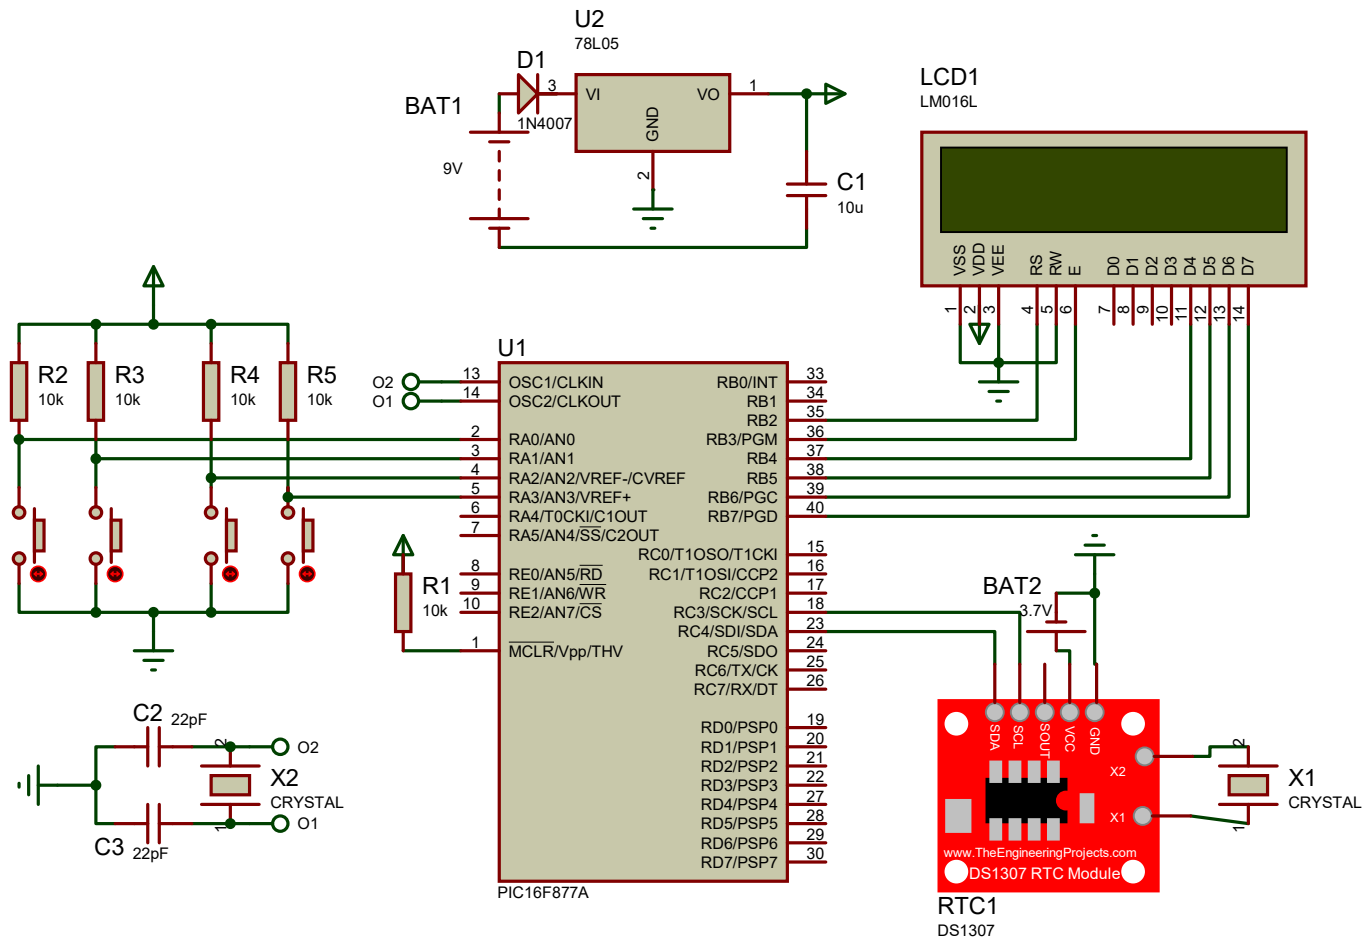 U2
78L05
D1
1N4007
3
VI
VO
1
GND
2
BAT1
9V
C1
10u
LCD1
LM016L
VSS
VDD
VEE
RS
RW
E
D0
D1
D2
D3
D4
D5
D6
D7
1
2
3
4
5
6
7
8
9
10
11
12
13
14
R2
10k
R3
10k
R4
10k
R5
10k
U1
O2
O1
13 OSC1/CLKIN
14 OSC2/CLKOUT
2 RA0/AN0
3 RA1/AN1
4 RA2/AN2/VREF-/CVREF
5 RA3/AN3/VREF+
6 RA4/T0CKI/C1OUT
7 RA5/AN4/SS/C2OUT
8 RE0/AN5/RD
9 RE1/AN6/WR
10 RE2/AN7/CS
1 MCLR/Vpp/THV
RB0/INT 33
RB1 34
RB2 35
RB3/PGM 36
RB4 37
RB5 38
RB6/PGC 39
RB7/PGD 40
RC0/T1OSO/T1CKI 15
RC1/T1OSI/CCP2 16
RC2/CCP1 17
RC3/SCK/SCL 18
RC4/SDI/SDA 23
RC5/SDO 24
RC6/TX/CK 25
RC7/RX/DT 26
RD0/PSP0 19
RD1/PSP1 20
RD2/PSP2 21
RD3/PSP3 22
RD4/PSP4 27
RD5/PSP5 28
RD6/PSP6 29
RD7/PSP7 30
PIC16F877A
R1
10k
C2
22pF
C3
22pF
2
1
O2
O1
X2
CRYSTAL
BAT2
3.7V
SDA
SCL
SOUT
VCC
GND
X2
X1
www.TheEngineeringProjects.com
DS1307 RTC Module
RTC1
DS1307
2
1
X1
CRYSTAL